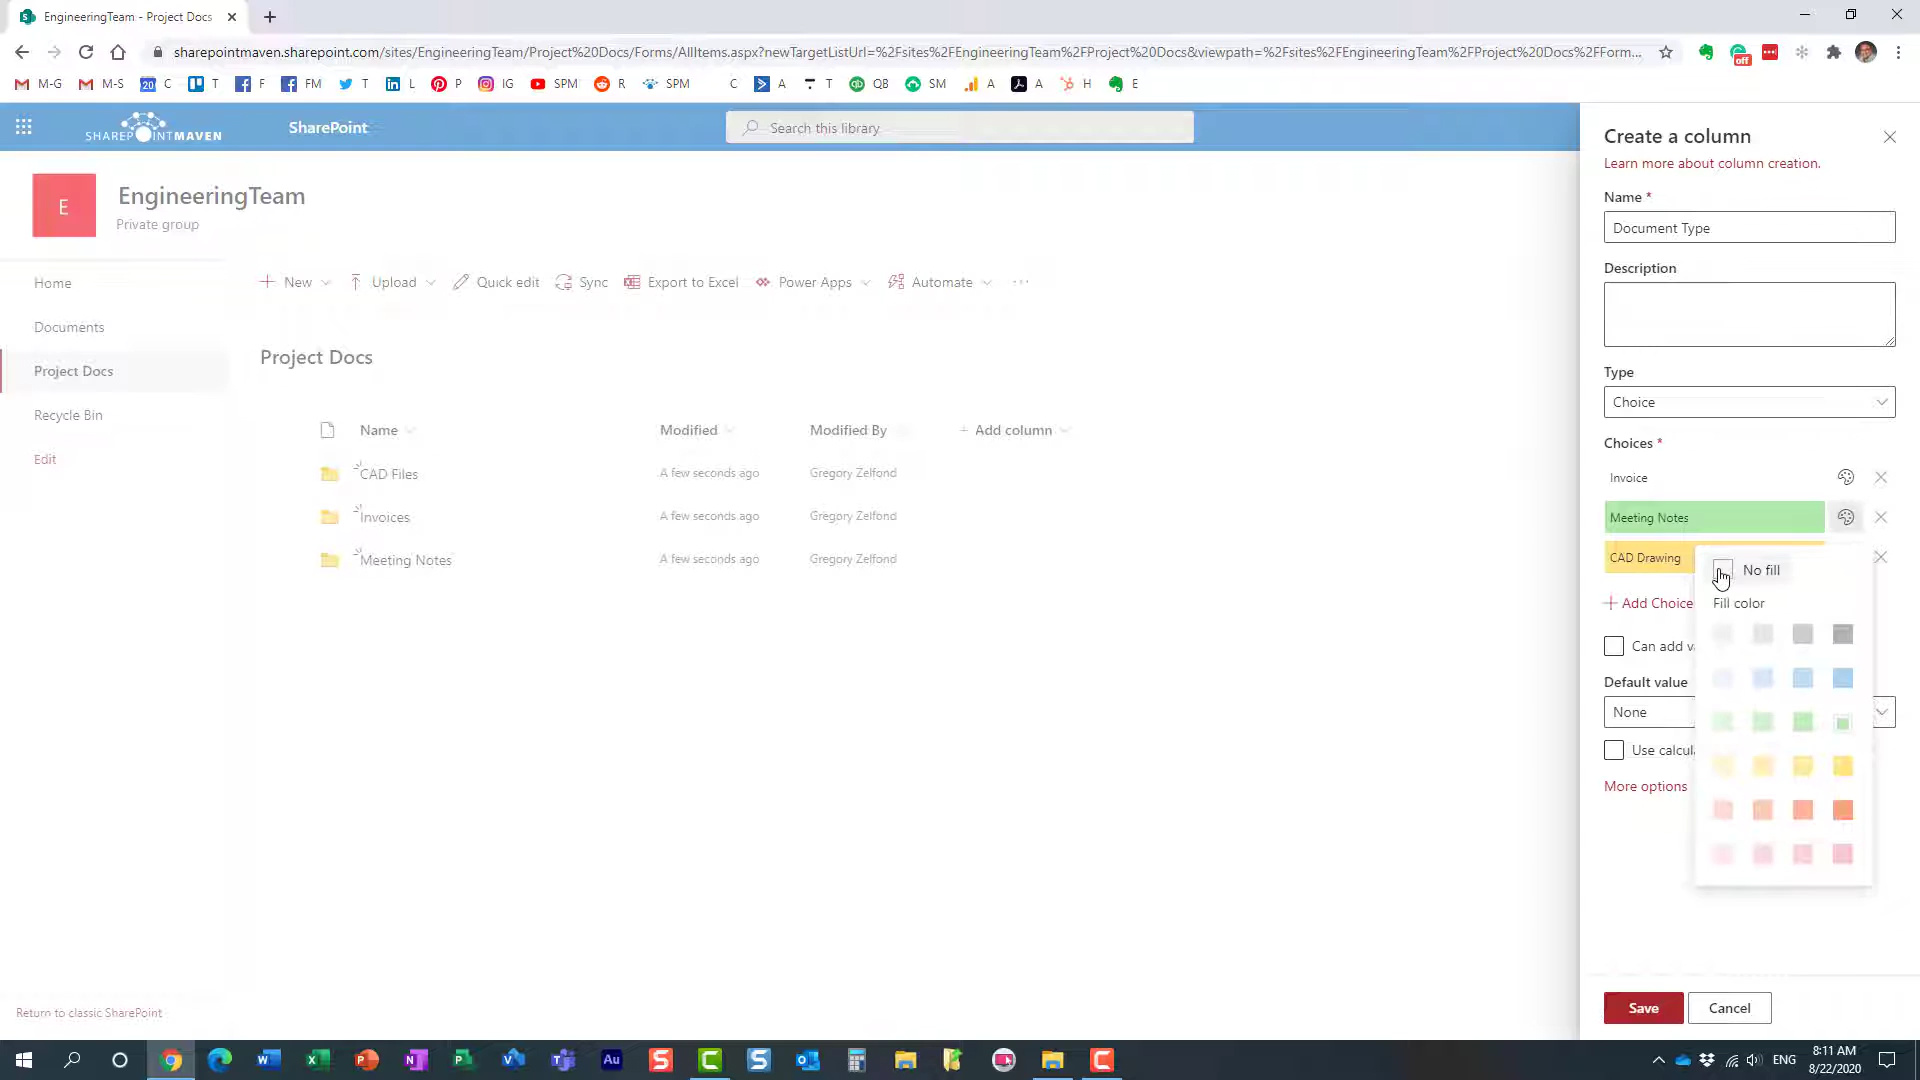 EngineeringTeam - Project Docs
sharepointmaven.sharepoint.com/sites/EngineeringTeam/Project%20Docs/Forms/AllItems.aspx?newTargetListUrl=%2Fsites%2FEngineeringTeam%2FProject%20Docs&viewpath=%2Fsites%2FEngineeringTeam%2FProject%20Docs%2FForm...
off
M-G M-S 20 C T F FM T L P IG SPM R SPM C A T QB SM A A H E
SHAREPOINTMAVEN SharePoint Search this library
E
EngineeringTeam
Private group
Home
Documents
Project Docs
Recycle Bin
Edit
New Upload Quick edit Sync Export to Excel Power Apps Automate ...
Project Docs
Name Modified Modified By + Add column
CAD Files A few seconds ago Gregory Zelfond
Invoices A few seconds ago Gregory Zelfond
Meeting Notes A few seconds ago Gregory Zelfond
Return to classic SharePoint
Create a column
Learn more about column creation.
Name *
Document Type
Description
Type
Choice
Choices *
Invoice
Meeting Notes
CAD Drawing
No fill
Fill color
+ Add Choice
Can add va
Default value
None
Use calcula
More options
Save Cancel
Au
ENG
8:11 AM
8/22/2020